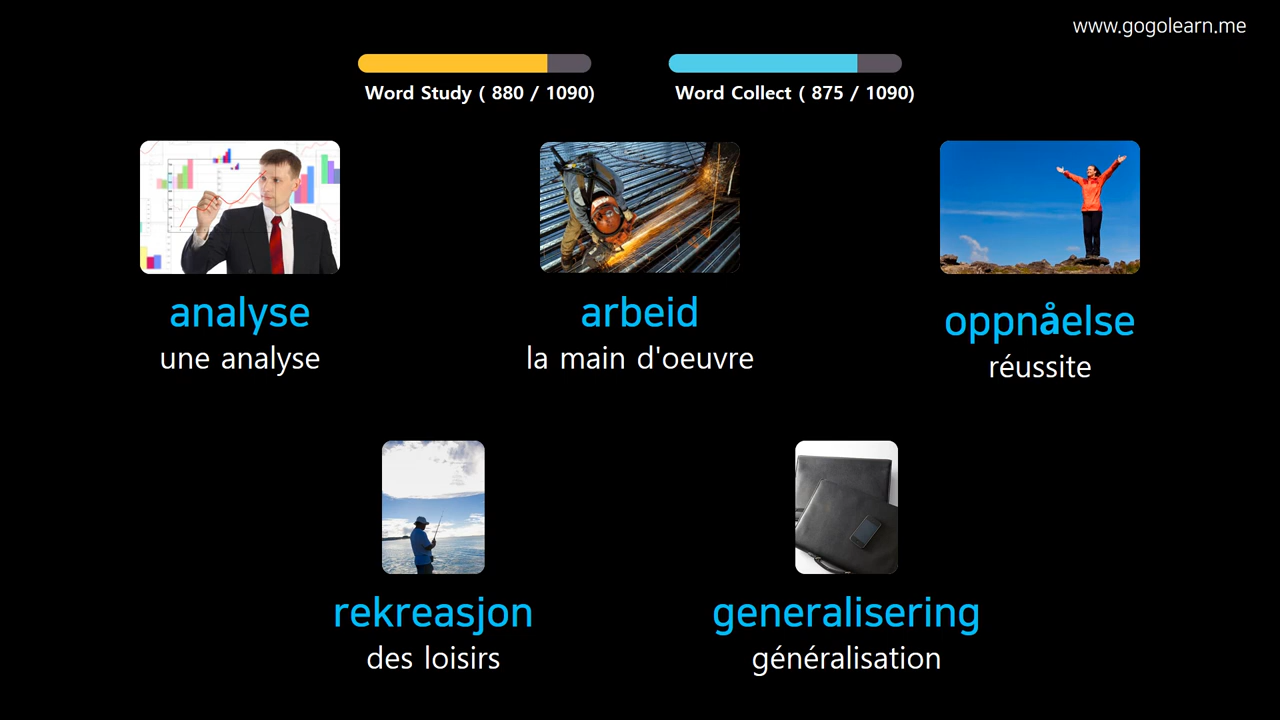 www.gogolearn.me
Word Study ( 880 / 1090)
Word Collect ( 875 / 1090)
analyse
une analyse
arbeid
la main d'oeuvre
oppnåelse
réussite
rekreasjon
des loisirs
generalisering
généralisation